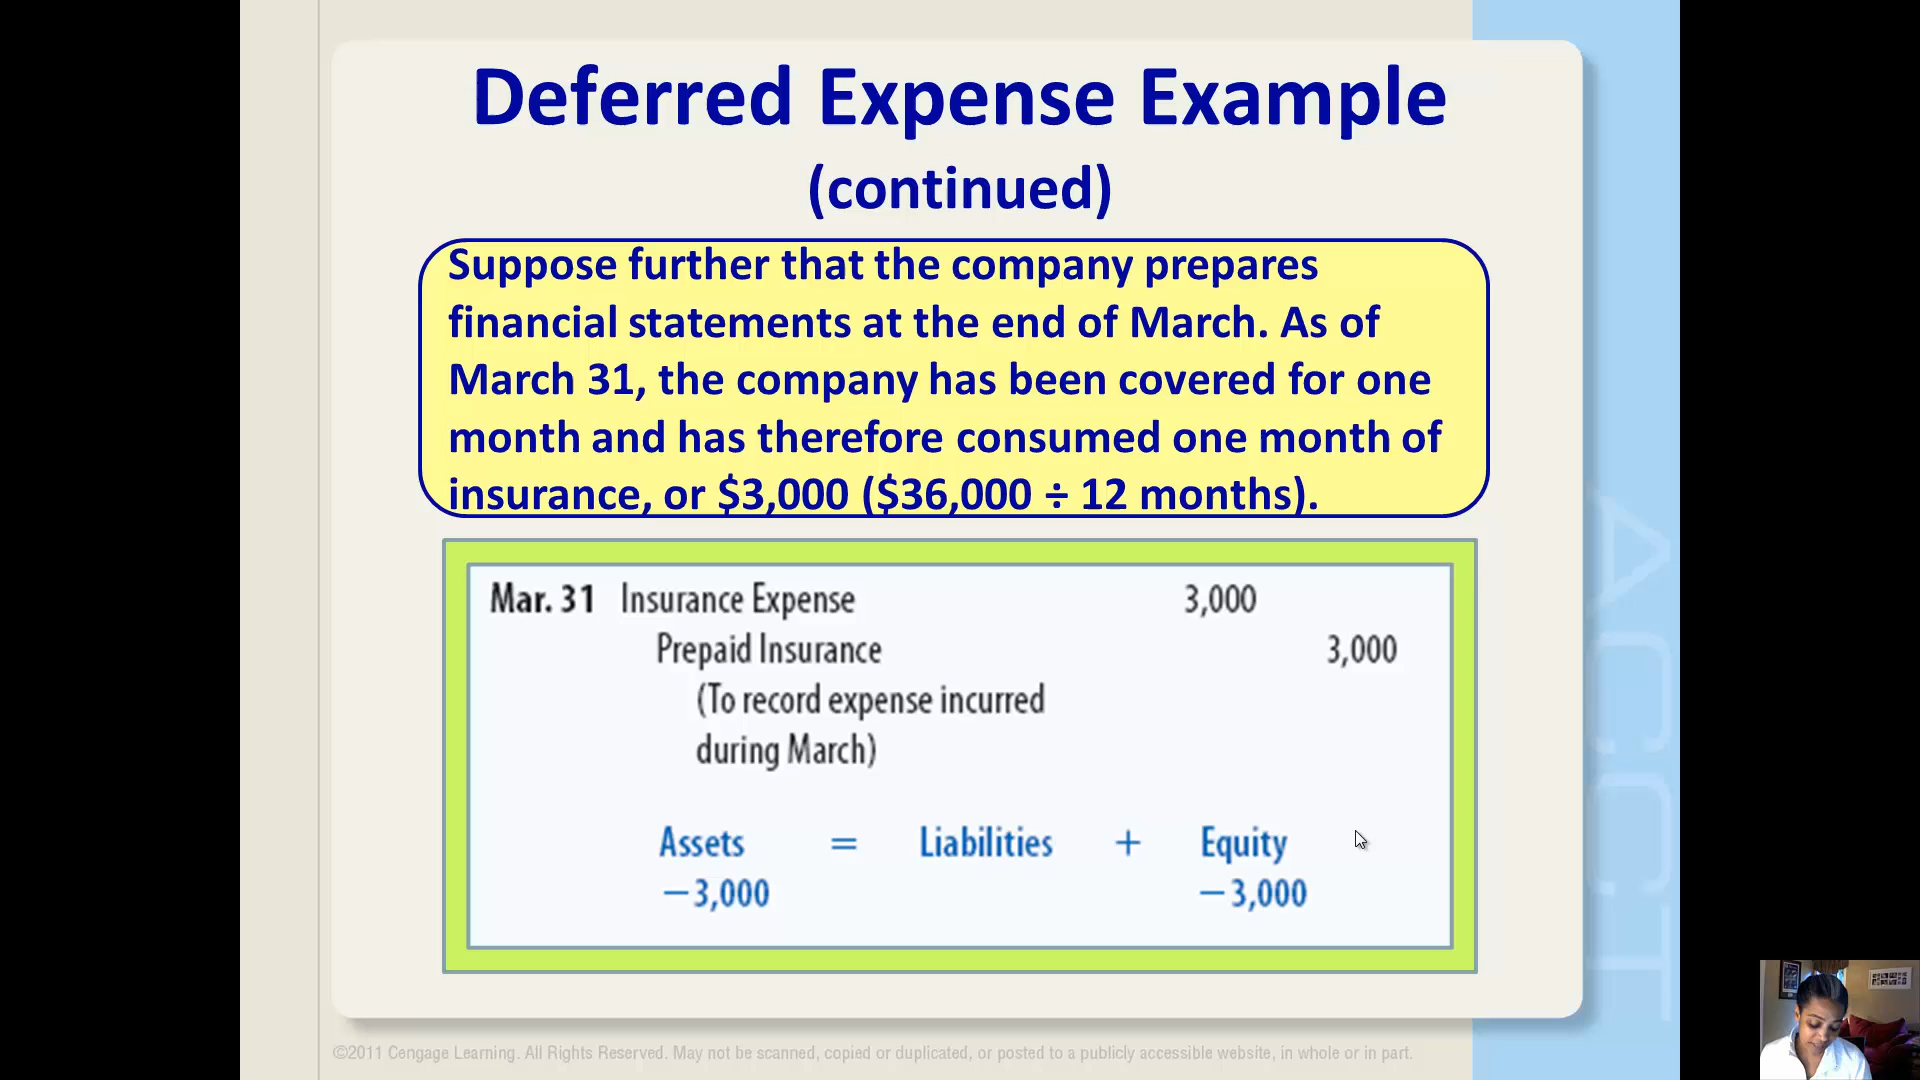 Deferred Expense Example
(continued)
Suppose further that the company prepares
financial statements at the end of March. As of
March 31, the company has been covered for one
month and has therefore consumed one month of
insurance, or $3,000 ($36,000 ÷ 12 months).
Mar. 31 Insurance Expense 3,000
Prepaid Insurance 3,000
(To record expense incurred
during March)
Assets = Liabilities + Equity
−3,000 −3,000
ACCT
©2011 Cengage Learning. All Rights Reserved. May not be scanned, copied or duplicated, or posted to a publicly accessible website, in whole or in part.